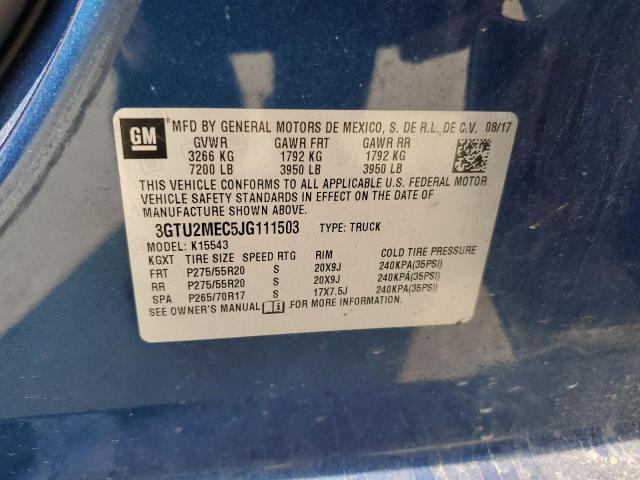 GM
MFD BY GENERAL MOTORS DE MEXICO, S. DE R.L. DE C.V. 08/17
GVWR GAWR FRT GAWR RR
3266 KG 1792 KG 1792 KG
7200 LB 3950 LB 3950 LB
THIS VEHICLE CONFORMS TO ALL APPLICABLE U.S. FEDERAL MOTOR
VEHICLE SAFETY STANDARDS IN EFFECT ON THE DATE OF
MANUFACTURE SHOWN ABOVE.
3GTU2MEC5JG111503 TYPE: TRUCK
MODEL: K15543
KGXT TIRE SIZE SPEED RTG RIM COLD TIRE PRESSURE
FRT P275/55R20 S 20X9J 240KPA(35PSI)
RR P275/55R20 S 20X9J 240KPA(35PSI)
SPA P265/70R17 S 17X7.5J 240KPA(35PSI)
SEE OWNER'S MANUAL FOR MORE INFORMATION.